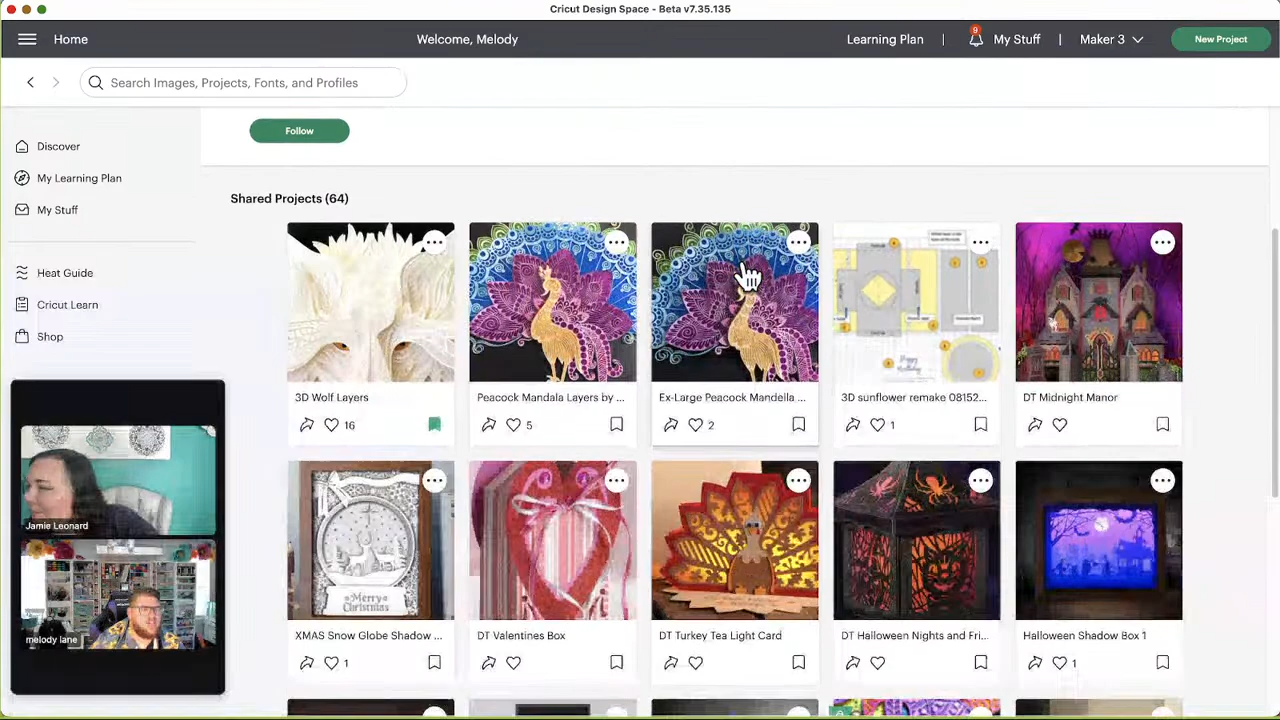 Cricut Design Space - Beta v7.35.135
Home
Welcome, Melody
Learning Plan
9
My Stuff
Maker 3
New Project
Search Images, Projects, Fonts, and Profiles
Discover
My Learning Plan
My Stuff
Heat Guide
Cricut Learn
Shop
Follow
Shared Projects (64)
3D Wolf Layers
Peacock Mandala Layers by ...
Ex-Large Peacock Mandella ...
3D sunflower remake 08152...
DT Midnight Manor
16
5
2
1
Merry
Christmas
XMAS Snow Globe Shadow ...
DT Valentines Box
DT Turkey Tea Light Card
DT Halloween Nights and Fri...
Halloween Shadow Box 1
1
1
Jamie Leonard
melody lane